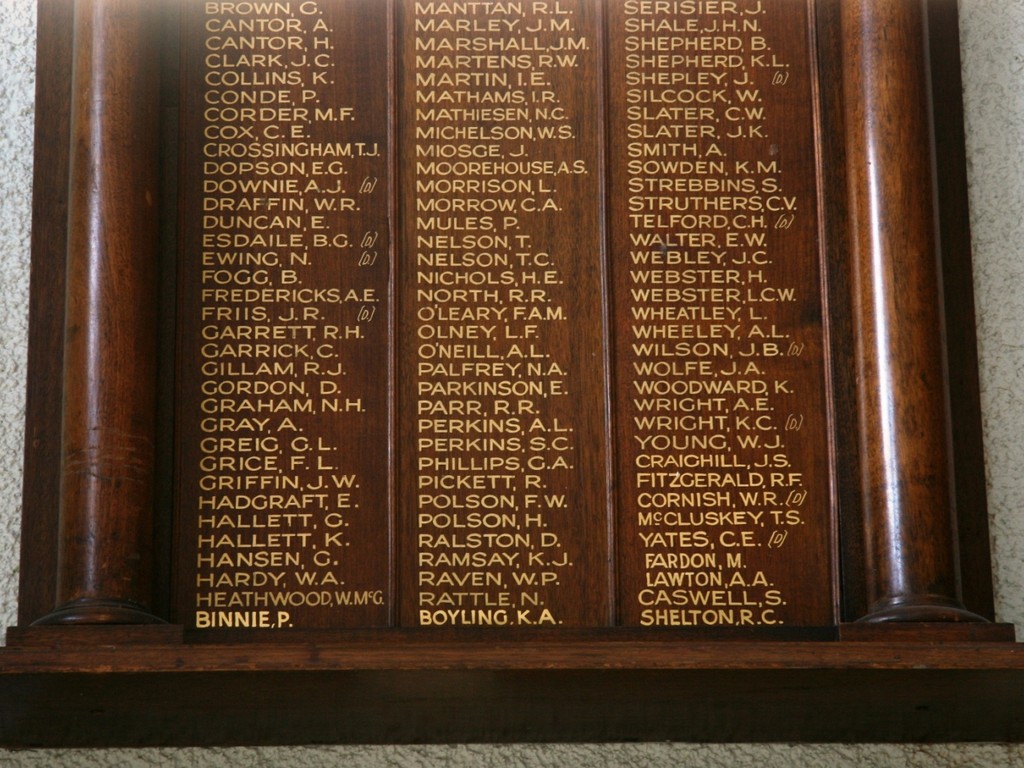 BROWN, G.
CANTOR, A.
CANTOR, H.
CLARK, J.C.
COLLINS, K.
CONDE, P.
CORDER, M.F.
COX, C.E.
CROSSINGHAM, T.J.
DOPSON, E.G.
DOWNIE, A.J. (D)
DRAFFIN, W.R.
DUNCAN, E.
ESDAILE, B.G. (D)
EWING, N. (D.)
FOGG, B.
FREDERICKS, A.E.
FRIIS, J.R. (D.)
GARRETT, R.H.
GARRICK, C.
GILLAM, R.J.
GORDON, D.
GRAHAM, N.H.
GRAY, A.
GREIG, G.L.
GRICE, F.L.
GRIFFIN, J.W.
HADGRAFT, E.
HALLETT, G.
HALLETT, K.
HANSEN, G.
HARDY, W.A.
HEATHWOOD, W.McG.
BINNIE, P.
MANTTAN, R.L.
MARLEY, J.M.
MARSHALL, J.M.
MARTENS, R.W.
MARTIN, I.E.
MATHAMS, I.R.
MATHIESEN, N.C.
MICHELSON, W.S.
MIOSGE, J.
MOOREHOUSE, A.S.
MORRISON, L.
MORROW, C.A.
MULES, P.
NELSON, T.
NELSON, T.C.
NICHOLS, H.E.
NORTH, R.R.
O'LEARY, F.A.M.
OLNEY, L.F.
O'NEILL, A.L.
PALFREY, N.A.
PARKINSON, E.
PARR, R.R.
PERKINS, A.L.
PERKINS, S.C.
PHILLIPS, G.A.
PICKETT, R.
POLSON, F.W.
POLSON, H.
RALSTON, D.
RAMSAY, K.J.
RAVEN, W.P.
RATTLE, N.
BOYLING, K.A.
SERISIER, J.
SHALE, J.H.N.
SHEPHERD, B.
SHEPHERD, K.L.
SHEPLEY, J. (D)
SILCOCK, W.
SLATER, C.W.
SLATER, J.K.
SMITH, A.
SOWDEN, K.M.
STREBBINS, S.
STRUTHERS, C.V.
TELFORD, C.H. (D)
WALTER, E.W.
WEBLEY, J.C.
WEBSTER, H.
WEBSTER, L.C.W.
WHEATLEY, L.
WHEELEY, A.L.
WILSON, J.B. (D)
WOLFE, J.A.
WOODWARD, K.
WRIGHT, A.E.
WRIGHT, K.C. (D.)
YOUNG, W.J.
CRAIGHILL, J.S.
FITZGERALD, R.F.
CORNISH, W.R. (D)
McCLUSKEY, T.S.
YATES, C.E. (D)
FARDON, M.
LAWTON, A.A.
CASWELL, S.
SHELTON, R.C.